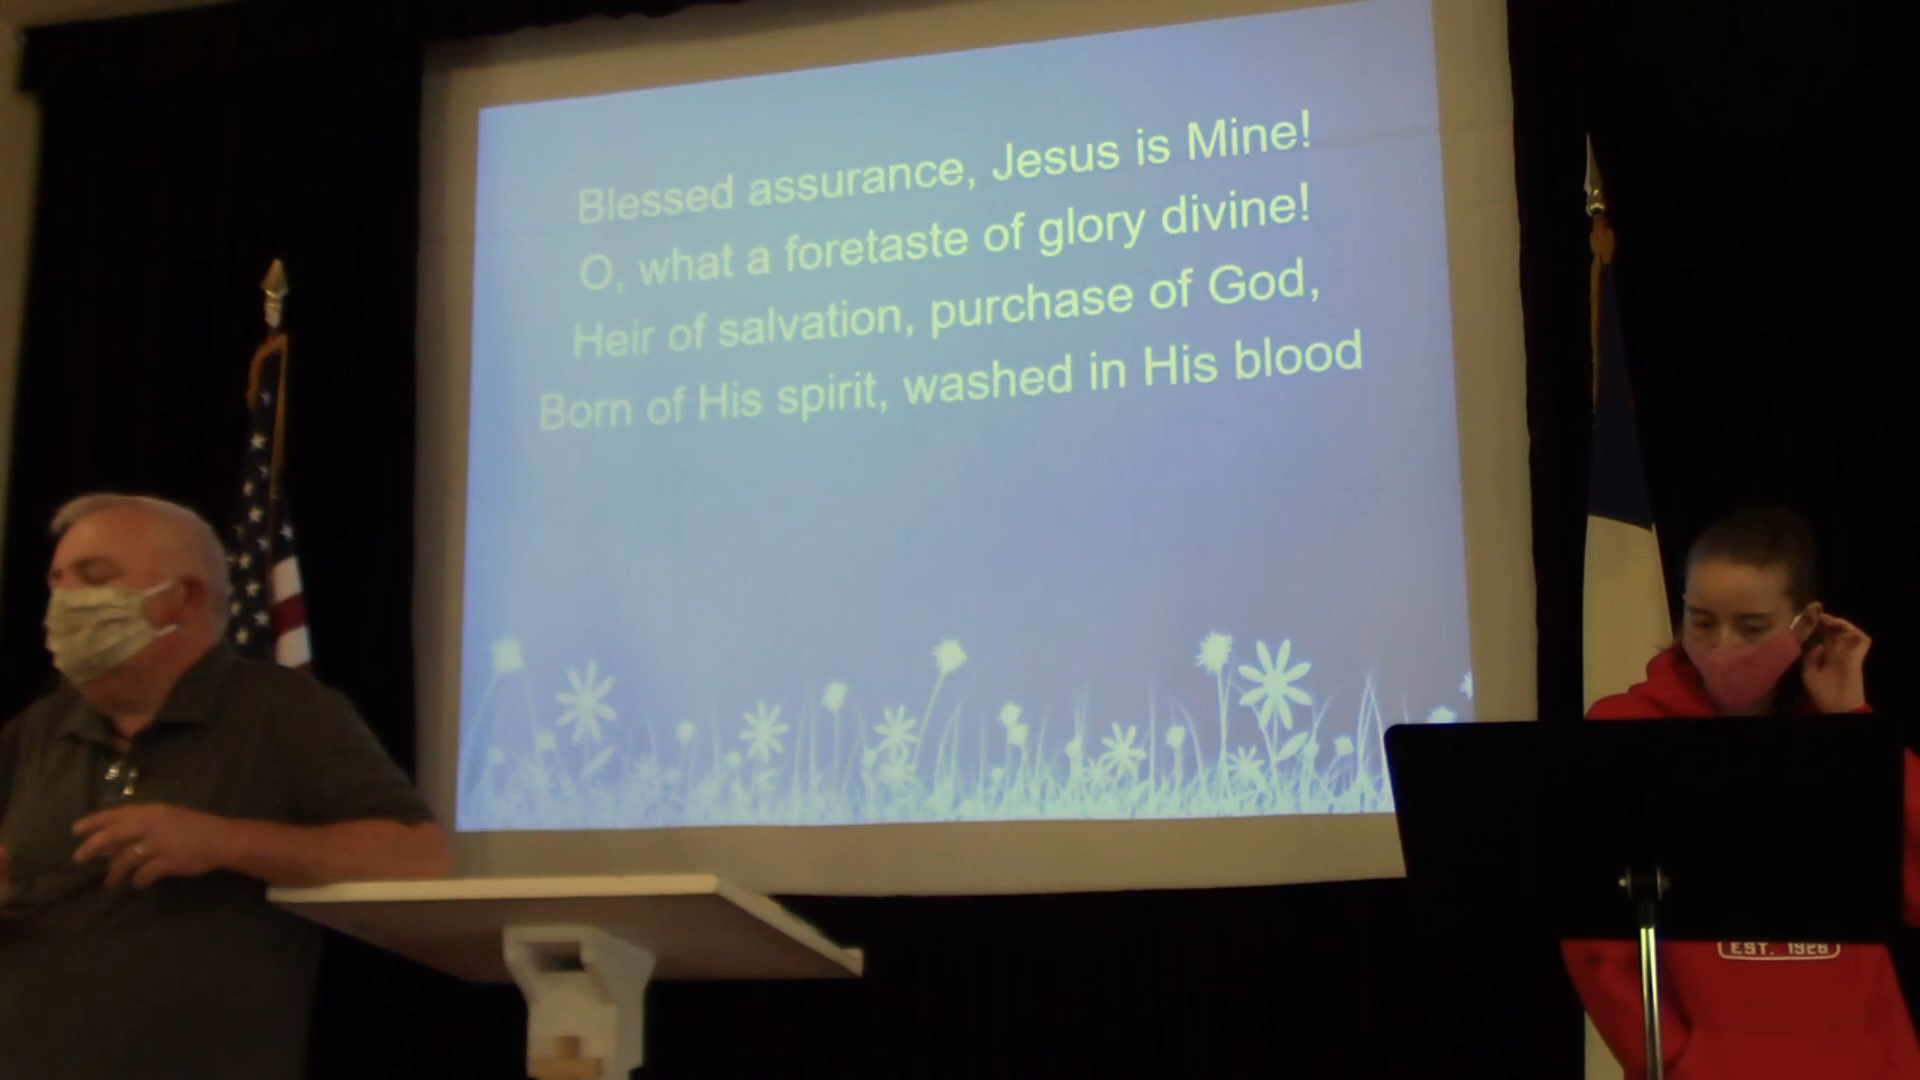 Blessed assurance, Jesus is Mine!
O, what a foretaste of glory divine!
Heir of salvation, purchase of God,
Born of His spirit, washed in His blood
EST. 1926